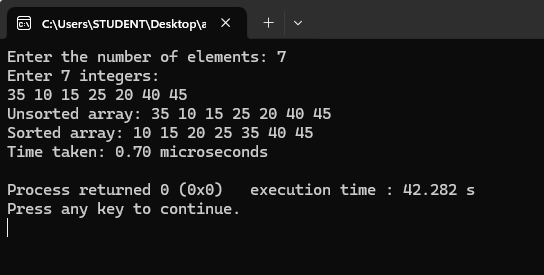 C:\Users\STUDENT\Desktop\a
Enter the number of elements: 7
Enter 7 integers:
35 10 15 25 20 40 45
Unsorted array: 35 10 15 25 20 40 45
Sorted array: 10 15 20 25 35 40 45
Time taken: 0.70 microseconds
Process returned 0 (0x0)   execution time : 42.282 s
Press any key to continue.